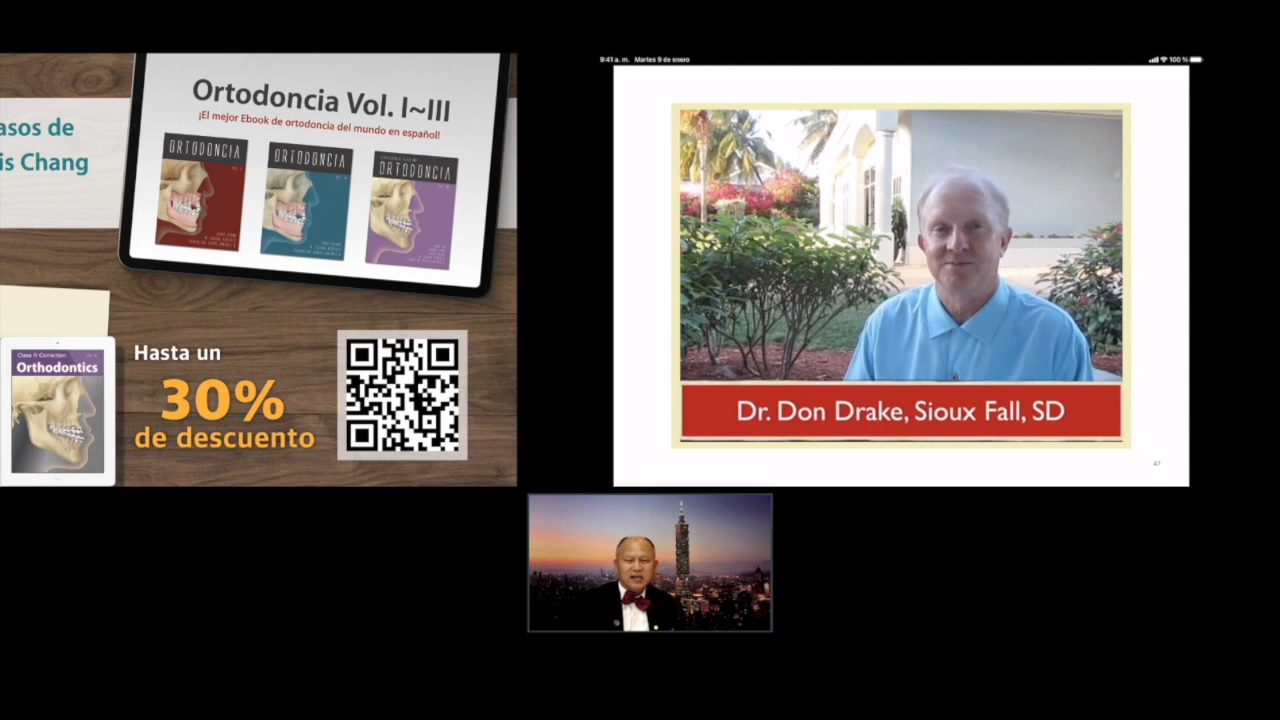 asos de
is Chang
Ortodoncia Vol. I~III
¡El mejor Ebook de ortodoncia del mundo en español!
ORTODONCIA
ORTODONCIA
ORTODONCIA
Class II Correction
Orthodontics
Hasta un
30%
de descuento
9:41 a. m. Martes 9 de enero
100 %
Dr. Don Drake, Sioux Fall, SD
47